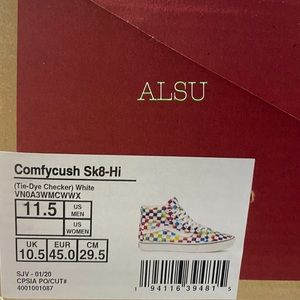 ALSU
Comfycush Sk8-Hi
(Tie-Dye Checker) White
VN0A3WMCWWX
11.5 US MEN US WOMEN
UK EUR CM
10.5 45.0 29.5
SJV - 01/20
CPSIA PO/CUT#
4001001087
1 94116 39481 5